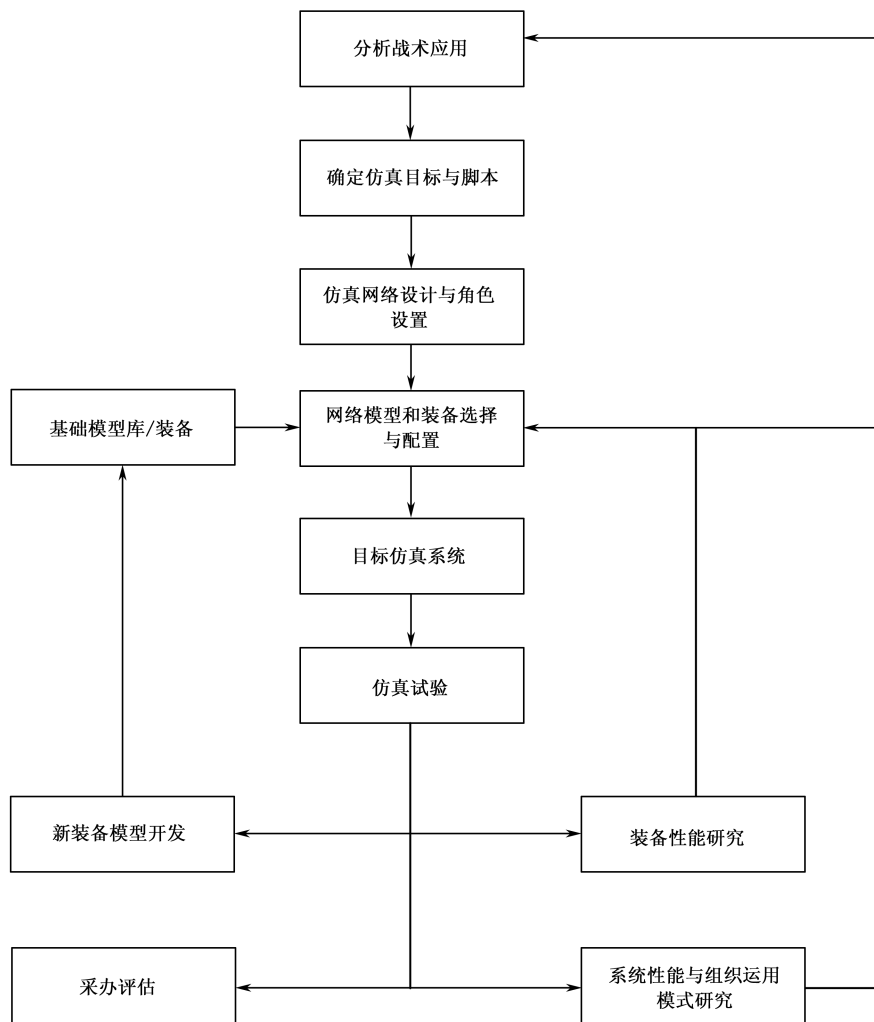 分析战术应用
确定仿真目标与脚本
仿真网络设计与角色
设置
基础模型库/装备
网络模型和装备选择
与配置
目标仿真系统
仿真试验
新装备模型开发
装备性能研究
采办评估
系统性能与组织运用
模式研究